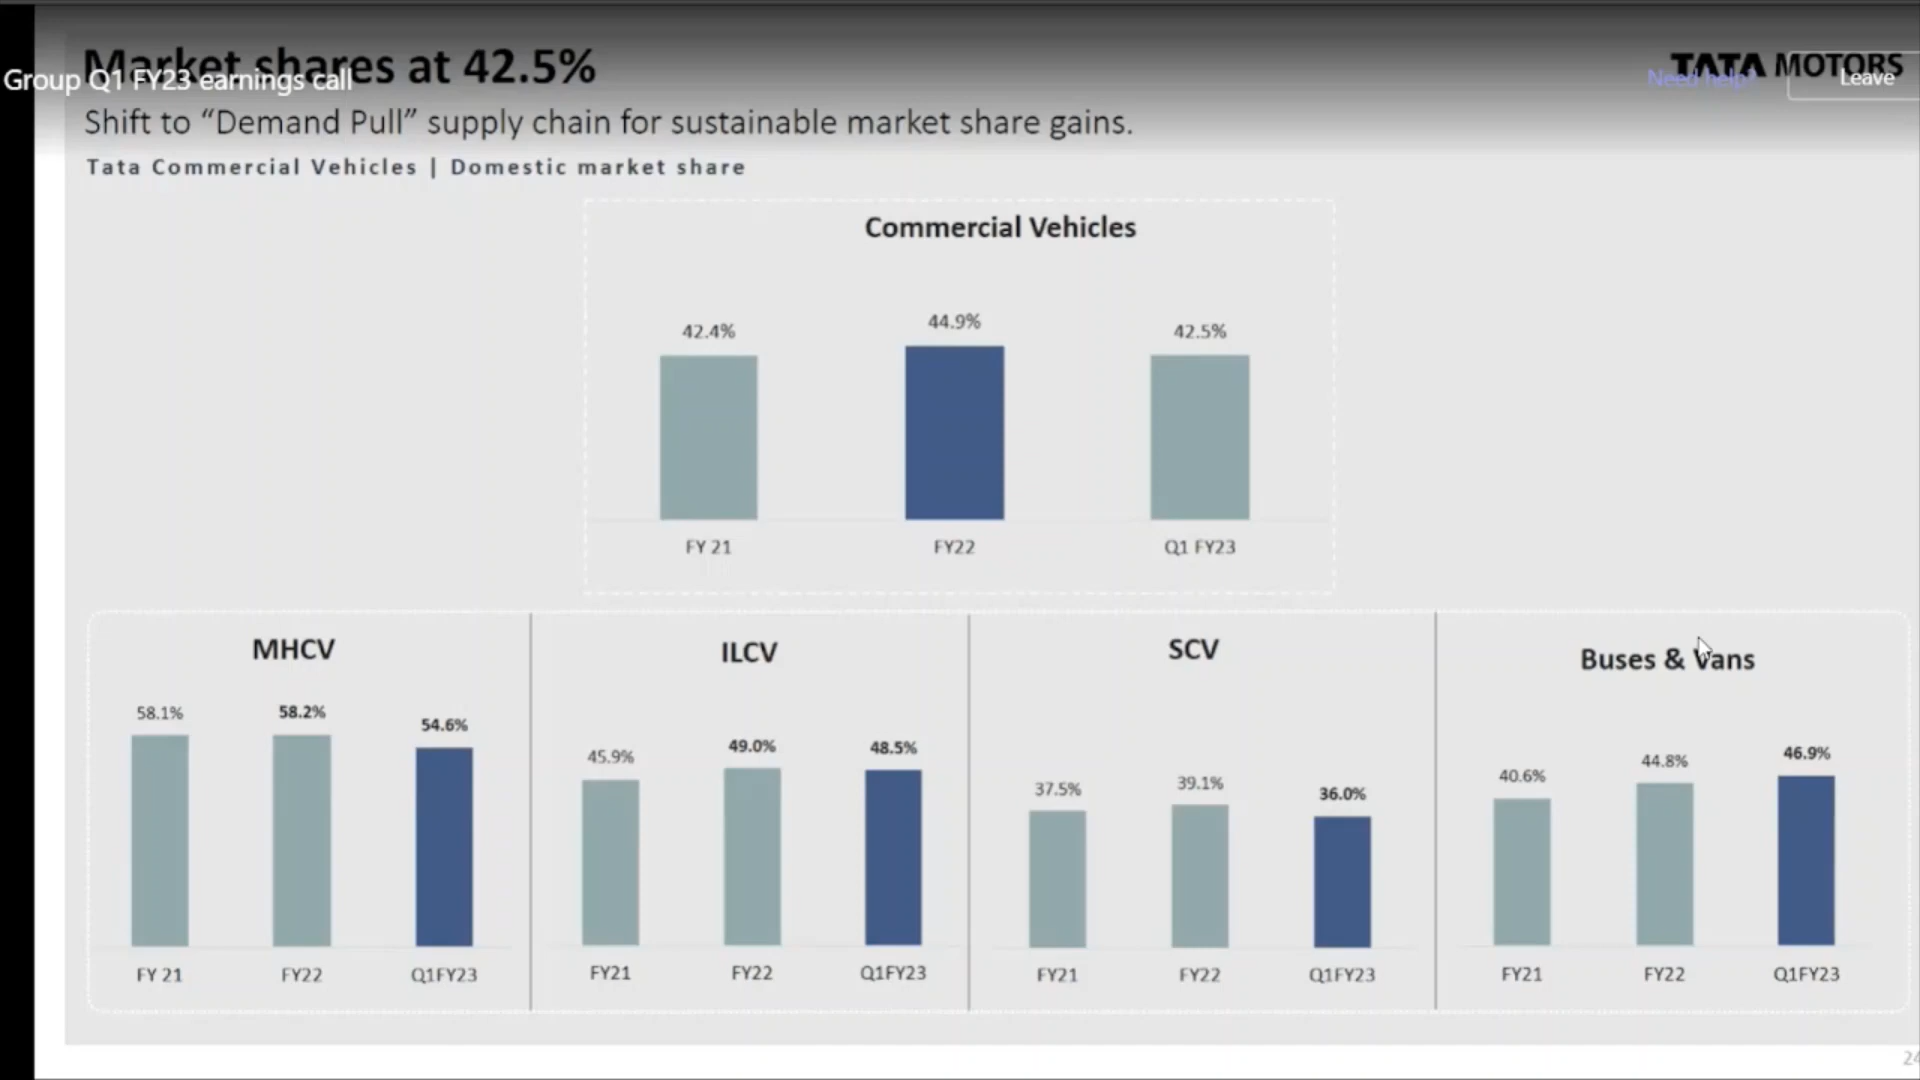 Market shares at 42.5%
TATA MOTORS
Group Q1 FY23 earnings call
Need help?
Leave
Shift to “Demand Pull” supply chain for sustainable market share gains.
Tata Commercial Vehicles | Domestic market share
Commercial Vehicles
42.4% 44.9% 42.5%
FY 21 FY22 Q1 FY23
MHCV
58.1% 58.2% 54.6%
FY 21 FY22 Q1FY23
ILCV
45.9% 49.0% 48.5%
FY21 FY22 Q1FY23
SCV
37.5% 39.1% 36.0%
FY21 FY22 Q1FY23
Buses & Vans
40.6% 44.8% 46.9%
FY21 FY22 Q1FY23
24